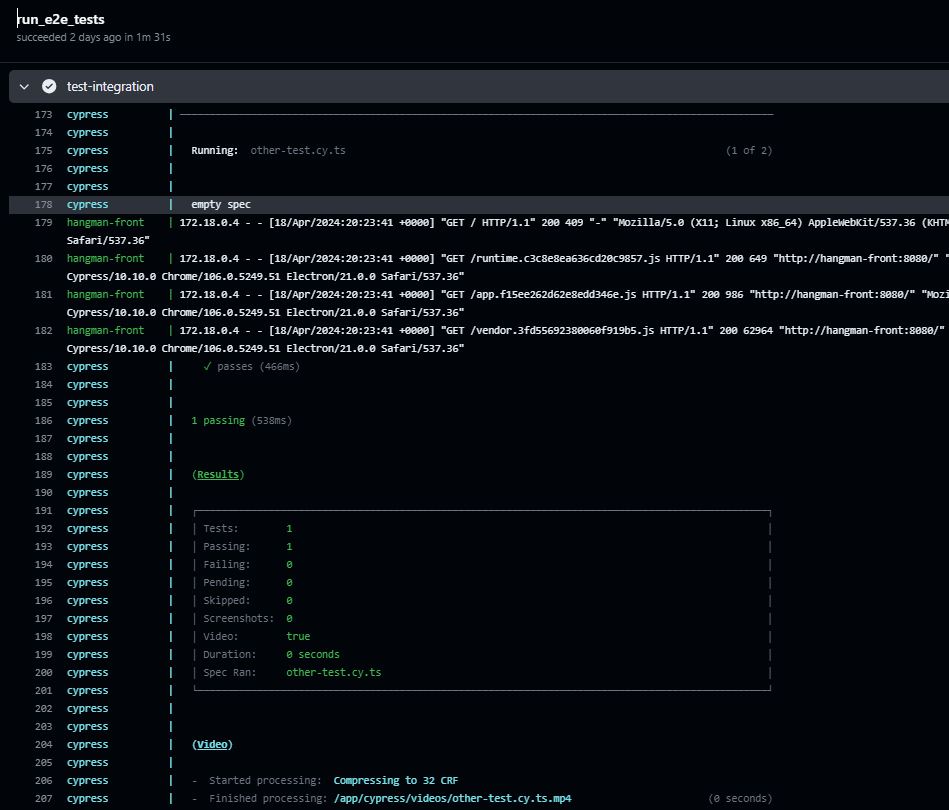 run_e2e_tests
succeeded 2 days ago in 1m 31s
test-integration
173 cypress |
174 cypress |
175 cypress | Running: other-test.cy.ts (1 of 2)
176 cypress |
177 cypress |
178 cypress | empty spec
179 hangman-front | 172.18.0.4 - - [18/Apr/2024:20:23:41 +0000] "GET / HTTP/1.1" 200 409 "-" "Mozilla/5.0 (X11; Linux x86_64) AppleWebKit/537.36 (KHTM
Safari/537.36"
180 hangman-front | 172.18.0.4 - - [18/Apr/2024:20:23:41 +0000] "GET /runtime.c3c8e8ea636cd20c9857.js HTTP/1.1" 200 649 "http://hangman-front:8080/" "
Cypress/10.10.0 Chrome/106.0.5249.51 Electron/21.0.0 Safari/537.36"
181 hangman-front | 172.18.0.4 - - [18/Apr/2024:20:23:41 +0000] "GET /app.f15ee262d62e8edd346e.js HTTP/1.1" 200 986 "http://hangman-front:8080/" "Mozi
Cypress/10.10.0 Chrome/106.0.5249.51 Electron/21.0.0 Safari/537.36"
182 hangman-front | 172.18.0.4 - - [18/Apr/2024:20:23:41 +0000] "GET /vendor.3fd55692380060f919b5.js HTTP/1.1" 200 62964 "http://hangman-front:8080/"
Cypress/10.10.0 Chrome/106.0.5249.51 Electron/21.0.0 Safari/537.36"
183 cypress | ✓ passes (466ms)
184 cypress |
185 cypress |
186 cypress | 1 passing (538ms)
187 cypress |
188 cypress |
189 cypress | (Results)
190 cypress |
191 cypress |
192 cypress | | Tests: 1 |
193 cypress | | Passing: 1 |
194 cypress | | Failing: 0 |
195 cypress | | Pending: 0 |
196 cypress | | Skipped: 0 |
197 cypress | | Screenshots: 0 |
198 cypress | | Video: true |
199 cypress | | Duration: 0 seconds |
200 cypress | | Spec Ran: other-test.cy.ts |
201 cypress |
202 cypress |
203 cypress |
204 cypress | (Video)
205 cypress |
206 cypress | - Started processing: Compressing to 32 CRF
207 cypress | - Finished processing: /app/cypress/videos/other-test.cy.ts.mp4 (0 seconds)